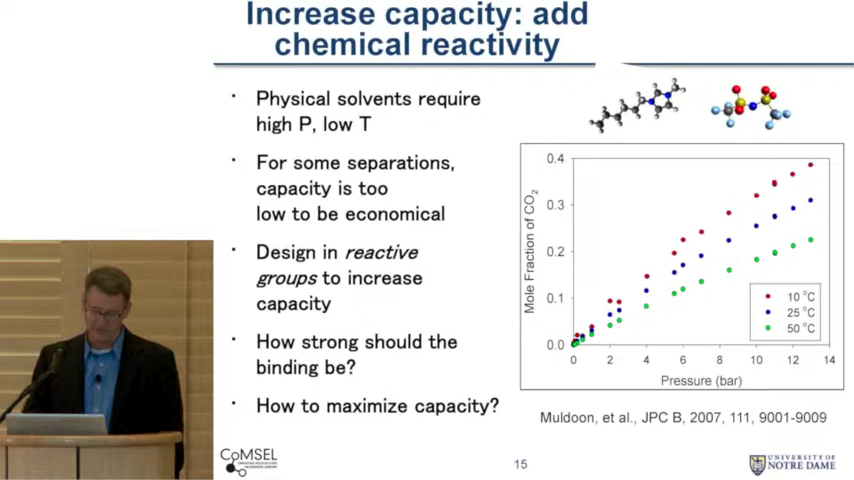 Increase capacity: add
chemical reactivity
· Physical solvents require
high P, low T
· For some separations,
capacity is too
low to be economical
· Design in reactive
groups to increase
capacity
· How strong should the
binding be?
· How to maximize capacity?
Mole Fraction of CO2
0.4
0.3
0.2
0.1
0.0
0 2 4 6 8 10 12 14
Pressure (bar)
10 °C
25 °C
50 °C
Muldoon, et al., JPC B, 2007, 111, 9001-9009
CoMSEL
15
UNIVERSITY OF
NOTRE DAME